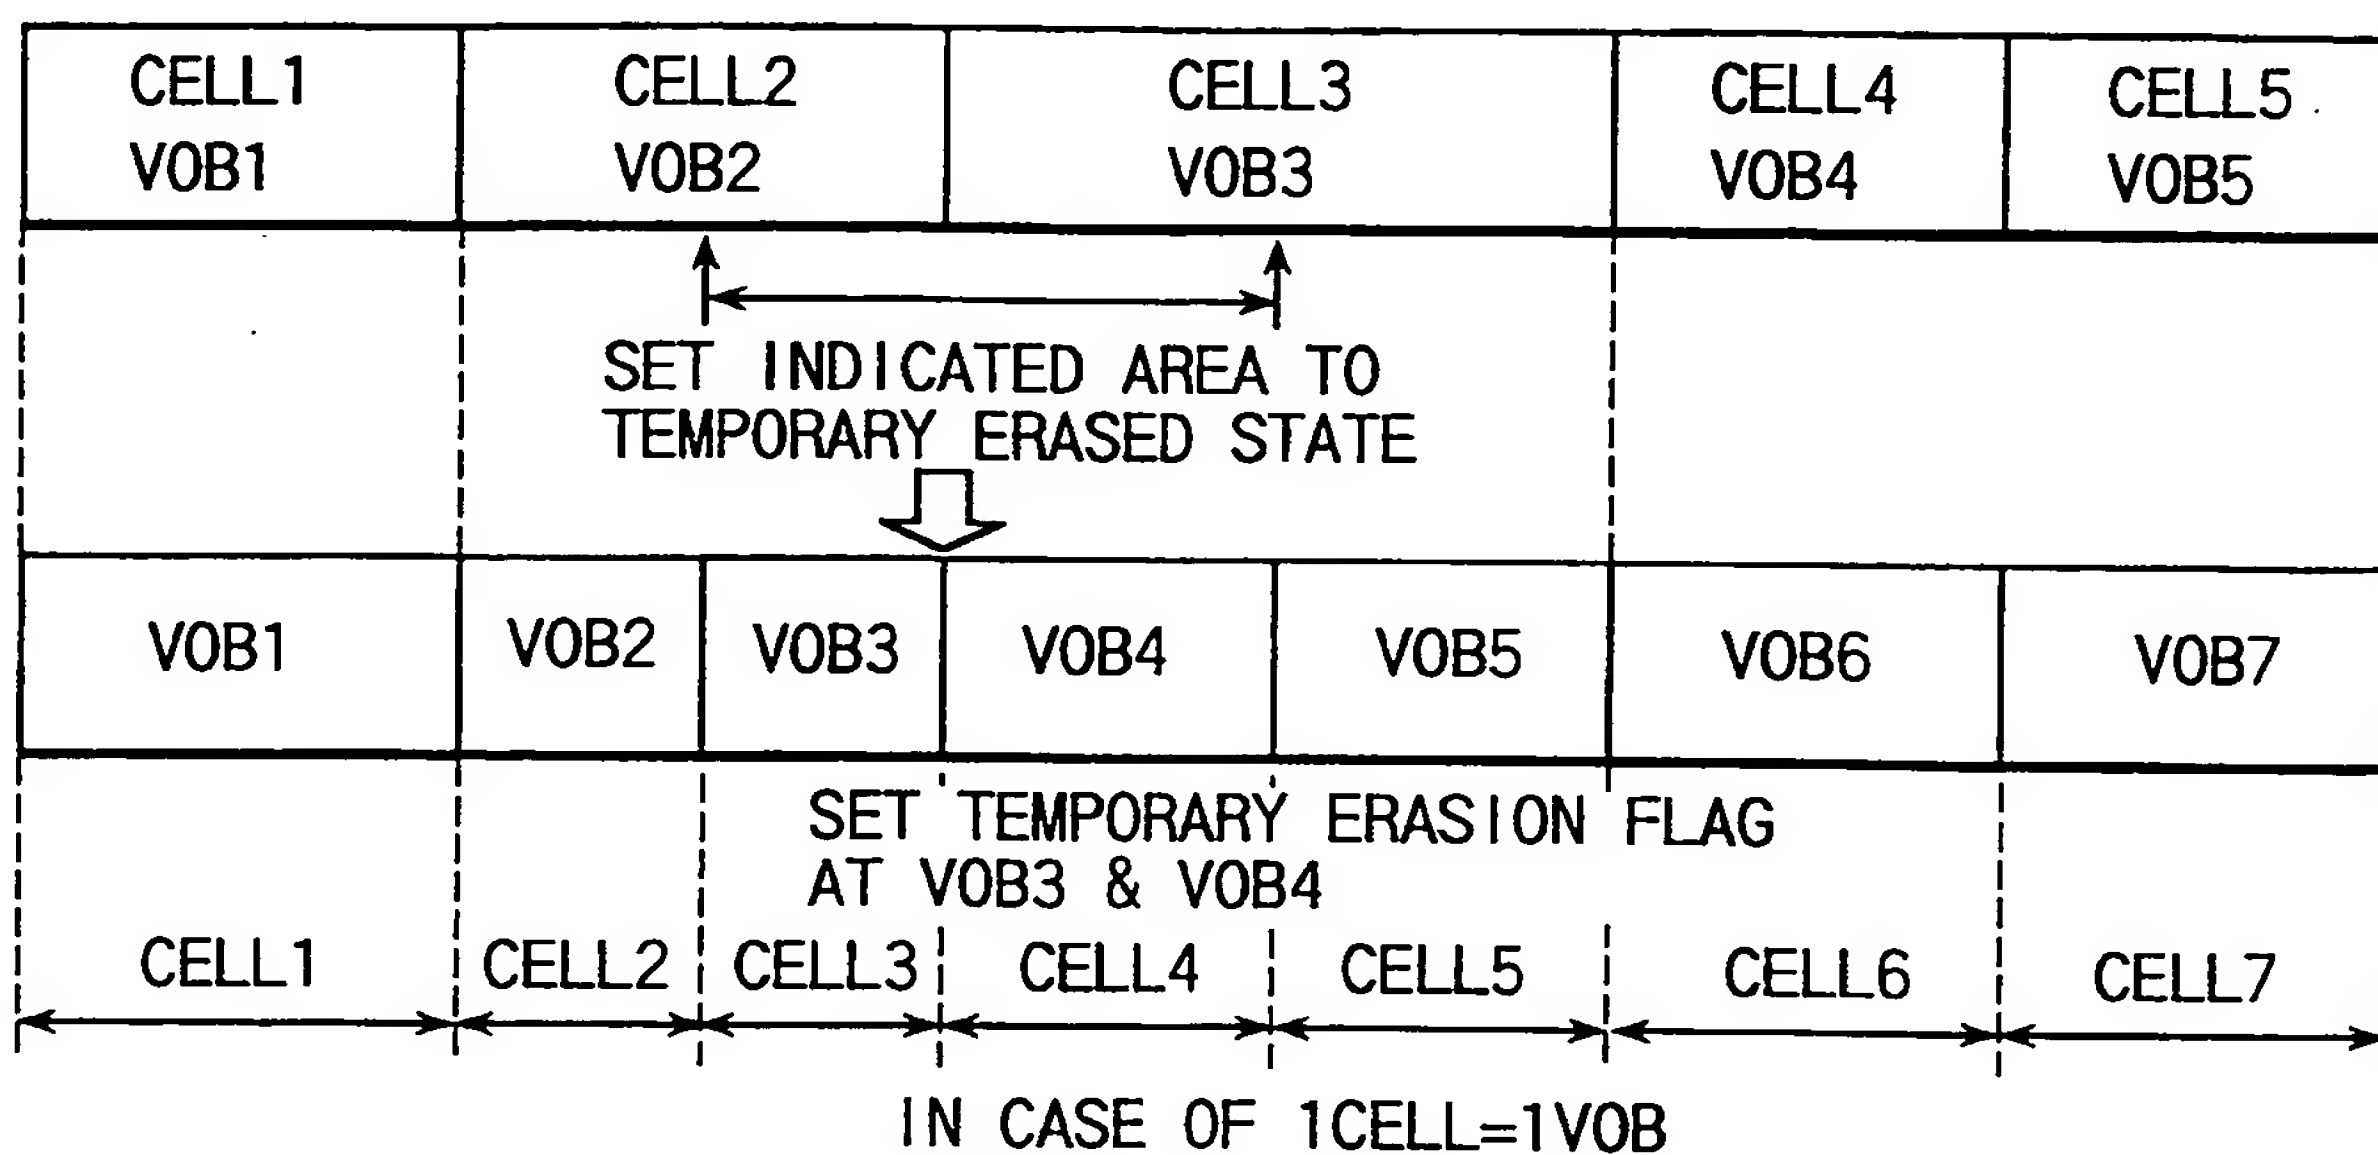 CELL1 CELL2 CELL3 CELL4 CELL5
VOB1 VOB2 VOB3 VOB4 VOB5
SET INDICATED AREA TO
TEMPORARY ERASED STATE
VOB1 VOB2 VOB3 VOB4 VOB5 VOB6 VOB7
SET TEMPORARY ERASION FLAG
AT VOB3 & VOB4
CELL1 CELL2 CELL3 CELL4 CELL5 CELL6 CELL7
IN CASE OF 1CELL=1VOB